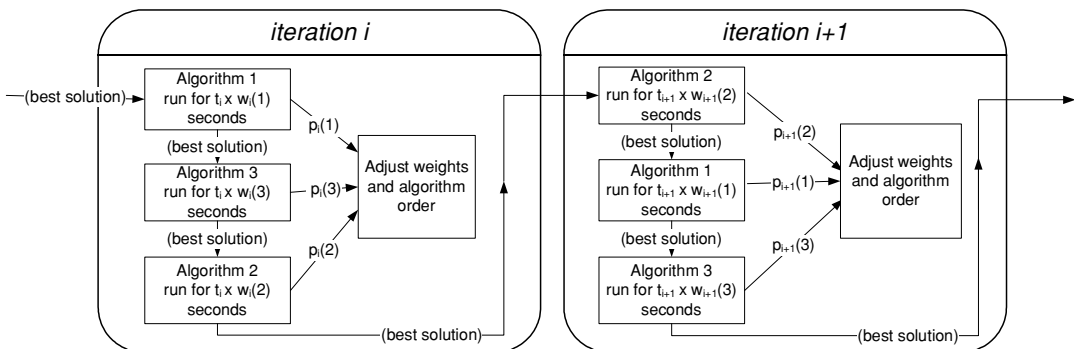 iteration i
(best solution)
Algorithm 1
run for tᵢ x wᵢ(1)
seconds
pᵢ(1)
(best solution)
Algorithm 3
run for tᵢ x wᵢ(3)
seconds
pᵢ(3)
(best solution)
Algorithm 2
run for tᵢ x wᵢ(2)
seconds
pᵢ(2)
Adjust weights
and algorithm
order
(best solution)
iteration i+1
Algorithm 2
run for tᵢ₊₁ x wᵢ₊₁(2)
seconds
pᵢ₊₁(2)
(best solution)
Algorithm 1
run for tᵢ₊₁ x wᵢ₊₁(1)
seconds
pᵢ₊₁(1)
(best solution)
Algorithm 3
run for tᵢ₊₁ x wᵢ₊₁(3)
seconds
pᵢ₊₁(3)
Adjust weights
and algorithm
order
(best solution)